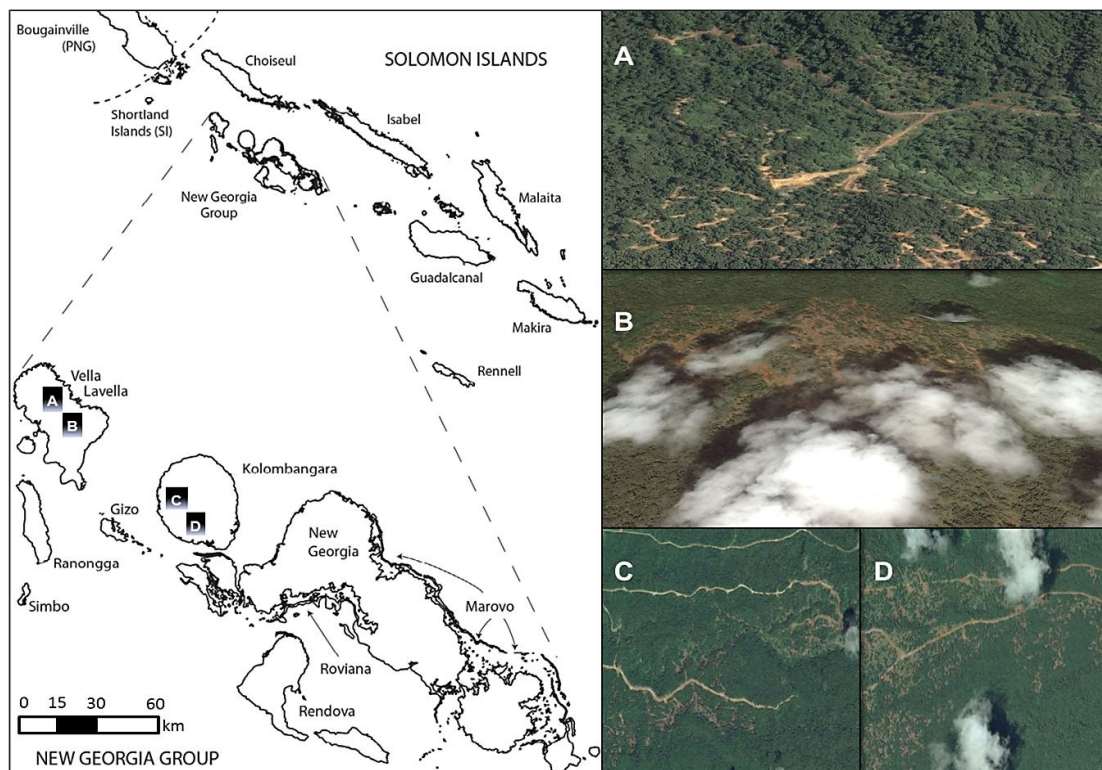 Bougainville
(PNG)
Choiseul
SOLOMON ISLANDS
Shortland
Islands (SI)
Isabel
New Georgia
Group
Malaita
Guadalcanal
Makira
Rennell
Vella
Lavella
A
B
Kolombangara
C
D
Gizo
New
Georgia
Ranongga
Simbo
Marovo
Roviana
Rendova
0 15 30 60
km
NEW GEORGIA GROUP
A
B
C
D